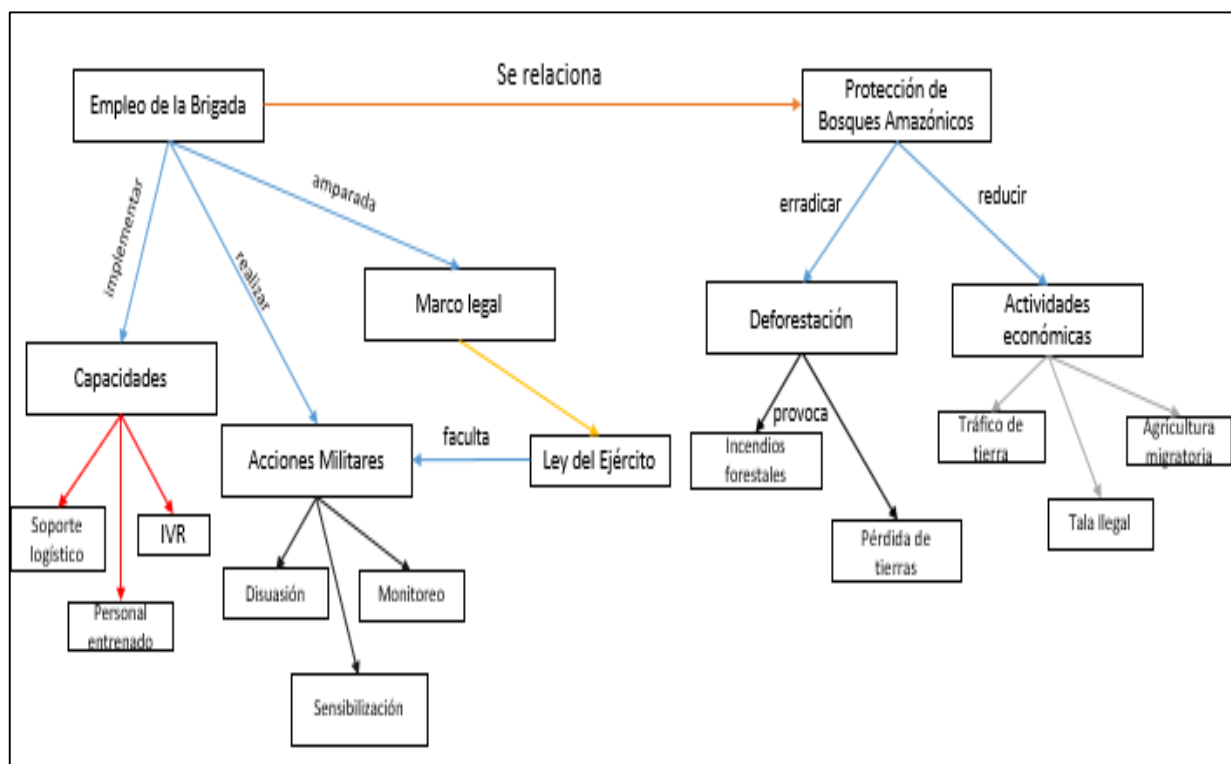 Se relaciona
Empleo de la Brigada
Protección de
Bosques Amazónicos
implementar
realizar
amparada
erradicar
reducir
Marco legal
Deforestación
Actividades
económicas
Capacidades
Acciones Militares
faculta
Ley del Ejército
provoca
Incendios
forestales
Tráfico de
tierra
Agricultura
migratoria
Soporte
logístico
IVR
Tala Ilegal
Pérdida de
tierras
Disuasión
Monitoreo
Personal
entrenado
Sensibilización